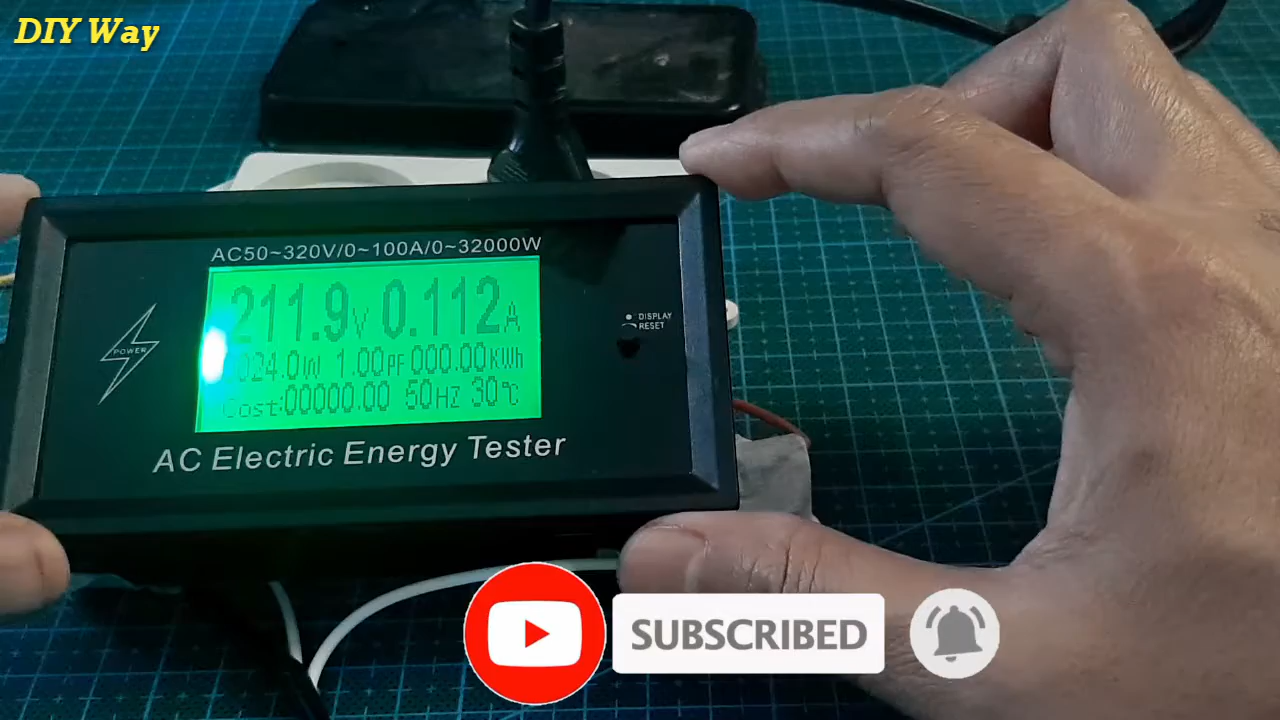 DIY Way
AC50~320V/0~100A/0~32000W
211.9V 0.112A
024.0W 1.00PF 000.00KWh
Cost:00000.00 50HZ 30℃
POWER
DISPLAY
RESET
AC Electric Energy Tester
SUBSCRIBED